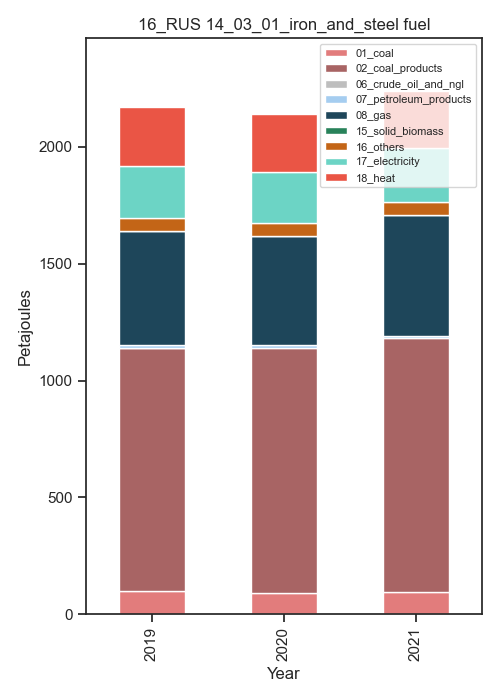 16_RUS 14_03_01_iron_and_steel fuel
01_coal
02_coal_products
06_crude_oil_and_ngl
07_petroleum_products
08_gas
15_solid_biomass
16_others
17_electricity
18_heat
Petajoules
2000
1500
1000
500
0
2019
2020
2021
Year